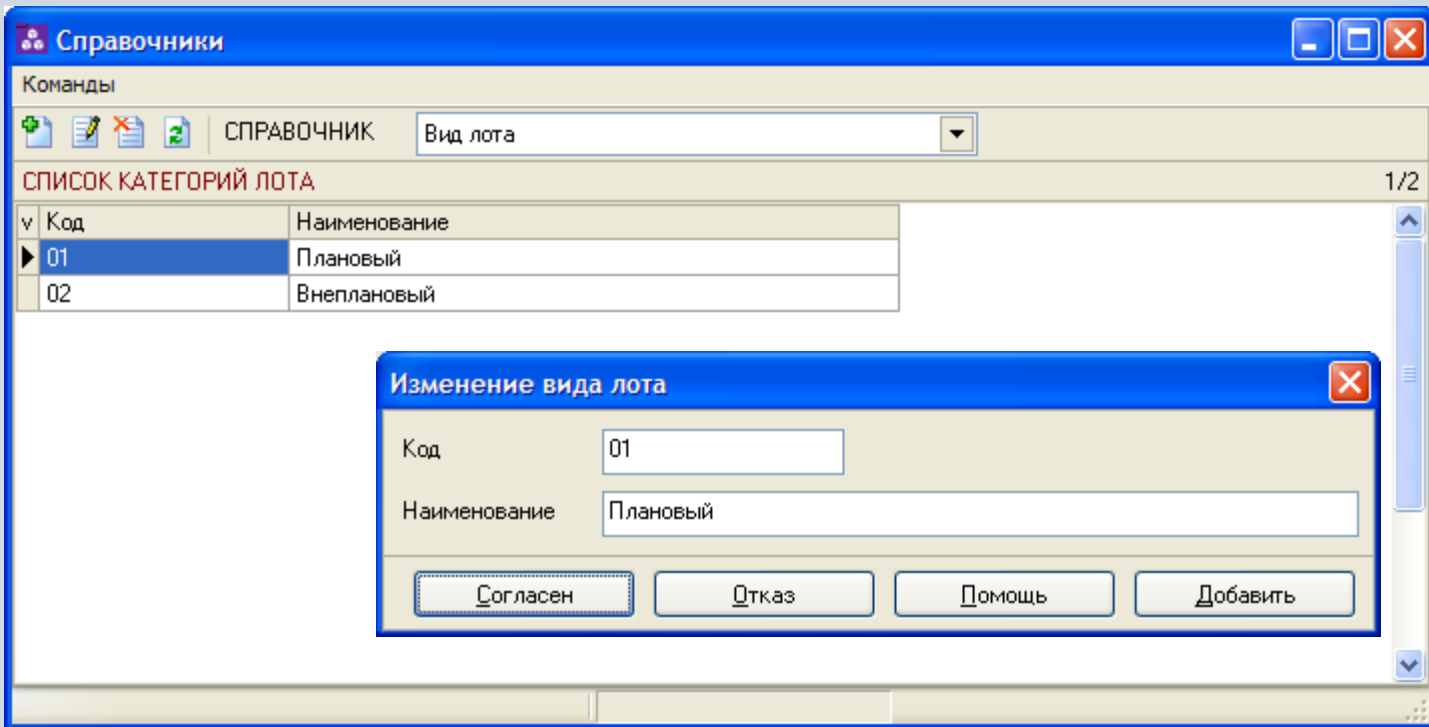 Справочники
Команды
СПРАВОЧНИК Вид лота
СПИСОК КАТЕГОРИЙ ЛОТА 1/2
v Код Наименование
01 Плановый
02 Внеплановый
Изменение вида лота
Код 01
Наименование Плановый
Согласен Отказ Помощь Добавить